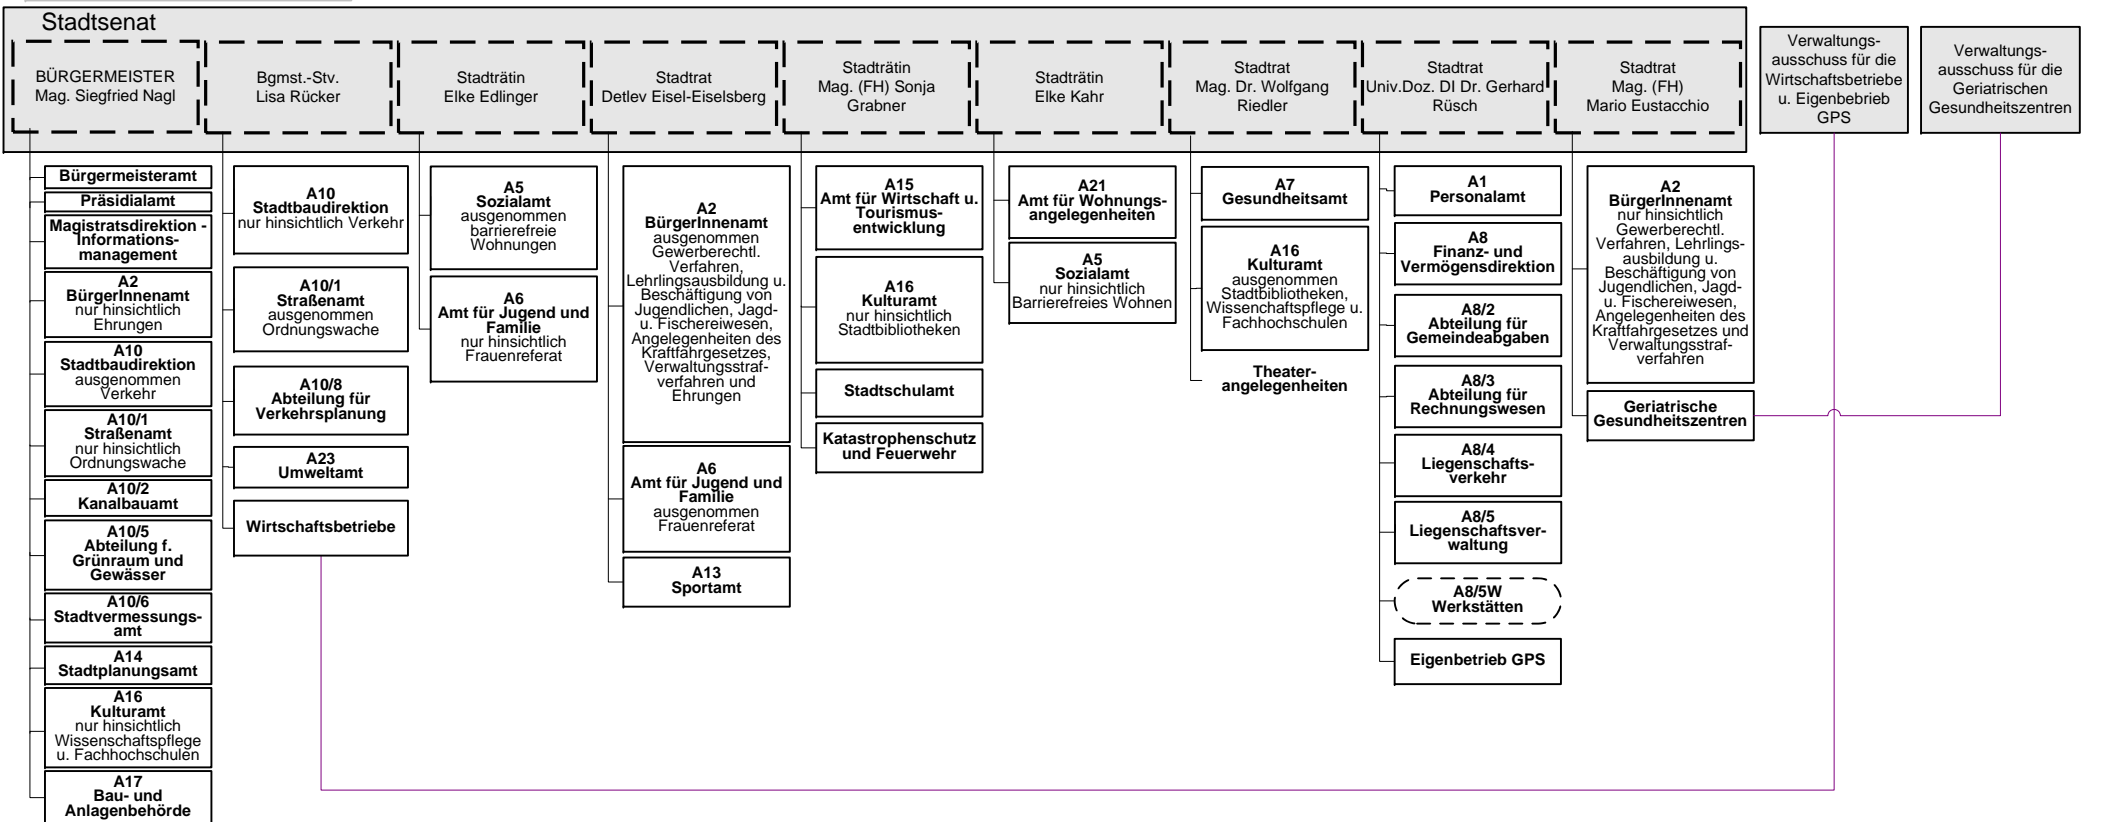 Stadtsenat
BÜRGERMEISTER
Mag. Siegfried Nagl
Bgmst.-Stv.
Lisa Rücker
Stadträtin
Elke Edlinger
Stadtrat
Detlev Eisel-Eiselsberg
Stadträtin
Mag. (FH) Sonja
Grabner
Stadträtin
Elke Kahr
Stadtrat
Mag. Dr. Wolfgang
Riedler
Stadtrat
Univ.Doz. DI Dr. Gerhard
Rüsch
Stadtrat
Mag. (FH)
Mario Eustacchio
Verwaltungs-
ausschuss für die
Wirtschaftsbetriebe
u. Eigenbebrieb
GPS
Verwaltungs-
ausschuss für die
Geriatrischen
Gesundheitszentren
Bürgermeisteramt
Präsidialamt
Magistratsdirektion -
Informations-
management
A2
BürgerInnenamt
nur hinsichtlich
Ehrungen
A10
Stadtbaudirektion
ausgenommen
Verkehr
A10/1
Straßenamt
nur hinsichtlich
Ordnungswache
A10/2
Kanalbauamt
A10/5
Abteilung f.
Grünraum und
Gewässer
A10/6
Stadtvermessungs-
amt
A14
Stadtplanungsamt
A16
Kulturamt
nur hinsichtlich
Wissenschaftspflege
u. Fachhochschulen
A17
Bau- und
Anlagenbehörde
A10
Stadtbaudirektion
nur hinsichtlich Verkehr
A10/1
Straßenamt
ausgenommen
Ordnungswache
A10/8
Abteilung für
Verkehrsplanung
A23
Umweltamt
Wirtschaftsbetriebe
A5
Sozialamt
ausgenommen
barrierefreie
Wohnungen
A6
Amt für Jugend und
Familie
nur hinsichtlich
Frauenreferat
A2
BürgerInnenamt
ausgenommen
Gewerberechtl.
Verfahren,
Lehrlingsausbildung u.
Beschäftigung von
Jugendlichen, Jagd-
u. Fischereiwesen,
Angelegenheiten des
Kraftfahrgesetzes,
Verwaltungsstraf-
verfahren und
Ehrungen
A6
Amt für Jugend und
Familie
ausgenommen
Frauenreferat
A13
Sportamt
A15
Amt für Wirtschaft u.
Tourismus-
entwicklung
A16
Kulturamt
nur hinsichtlich
Stadtbibliotheken
Stadtschulamt
Katastrophenschutz
und Feuerwehr
A21
Amt für Wohnungs-
angelegenheiten
A5
Sozialamt
nur hinsichtlich
Barrierefreies Wohnen
A7
Gesundheitsamt
A16
Kulturamt
ausgenommen
Stadtbibliotheken,
Wissenchaftspflege u.
Fachhochschulen
Theater-
angelegenheiten
A1
Personalamt
A8
Finanz- und
Vermögensdirektion
A8/2
Abteilung für
Gemeindeabgaben
A8/3
Abteilung für
Rechnungswesen
A8/4
Liegenschafts-
verkehr
A8/5
Liegenschaftsver-
waltung
A8/5W
Werkstätten
Eigenbetrieb GPS
A2
BürgerInnenamt
nur hinsichtlich
Gewerberechtl.
Verfahren, Lehrlings-
ausbildung u.
Beschäftigung von
Jugendlichen, Jagd-
u. Fischereiwesen,
Angelegenheiten des
Kraftfahrgesetzes und
Verwaltungsstraf-
verfahren
Geriatrische
Gesundheitszentren